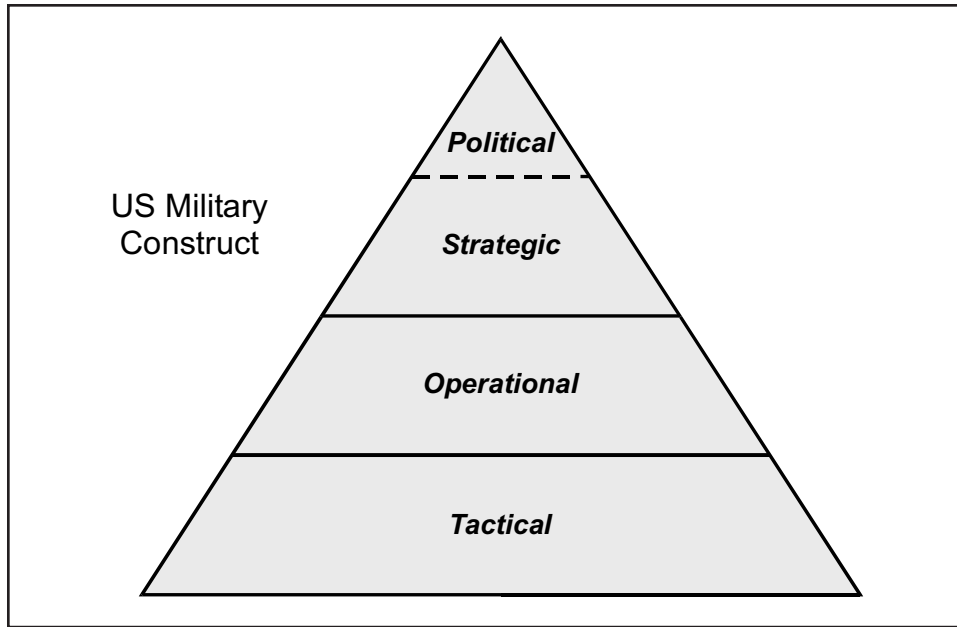 Political
US Military
Construct
Strategic
Operational
Tactical